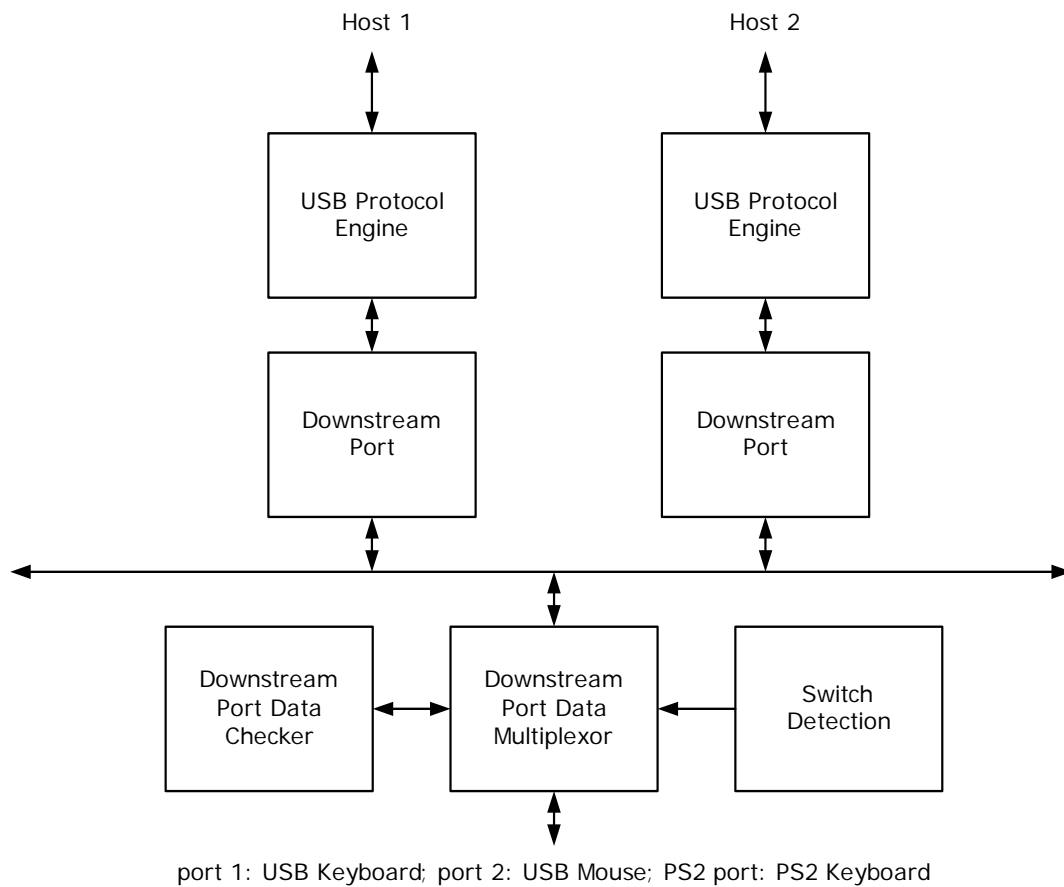 Host 1
Host 2
USB Protocol
Engine
USB Protocol
Engine
Downstream
Port
Downstream
Port
Downstream
Port Data
Checker
Downstream
Port Data
Multiplexor
Switch
Detection
port 1: USB Keyboard; port 2: USB Mouse; PS2 port: PS2 Keyboard